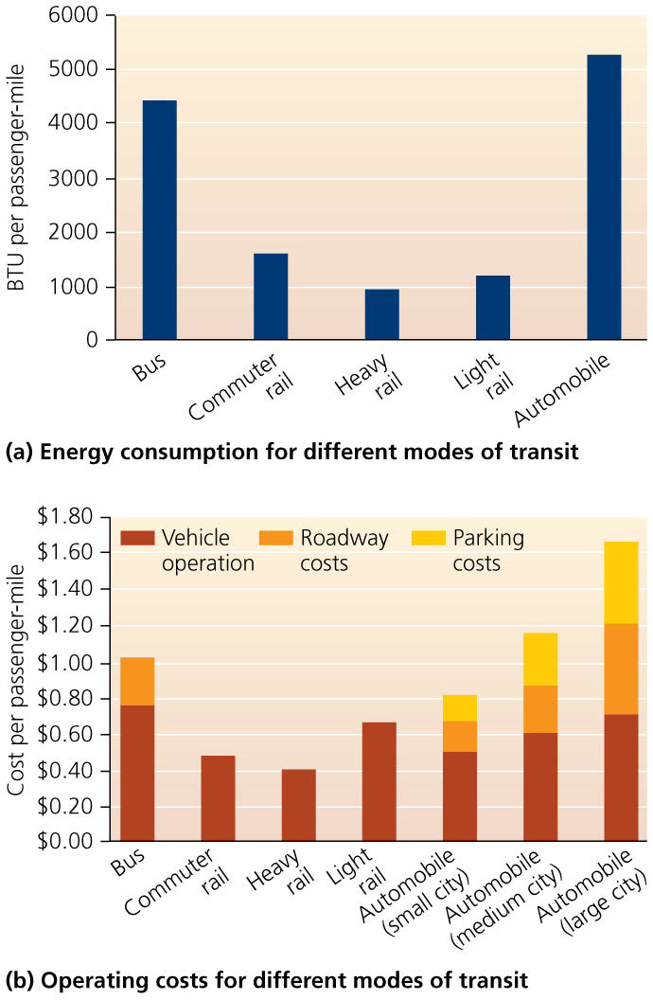 6000
5000
4000
3000
2000
1000
0
BTU per passenger-mile
Bus
Commuter
rail
Heavy
rail
Light
rail
Automobile
(a) Energy consumption for different modes of transit
$1.80
$1.60
$1.40
$1.20
$1.00
$0.80
$0.60
$0.40
$0.20
$0.00
Cost per passenger-mile
Vehicle
operation
Roadway
costs
Parking
costs
Bus
Commuter
rail
Heavy
rail
Light
rail
Automobile
(small city)
Automobile
(medium city)
Automobile
(large city)
(b) Operating costs for different modes of transit